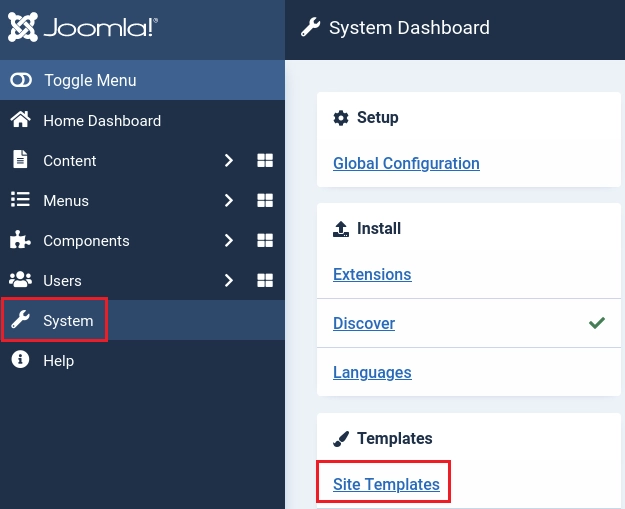 Joomla!®
Toggle Menu
Home Dashboard
Content
Menus
Components
Users
System
Help
System Dashboard
Setup
Global Configuration
Install
Extensions
Discover
Languages
Templates
Site Templates